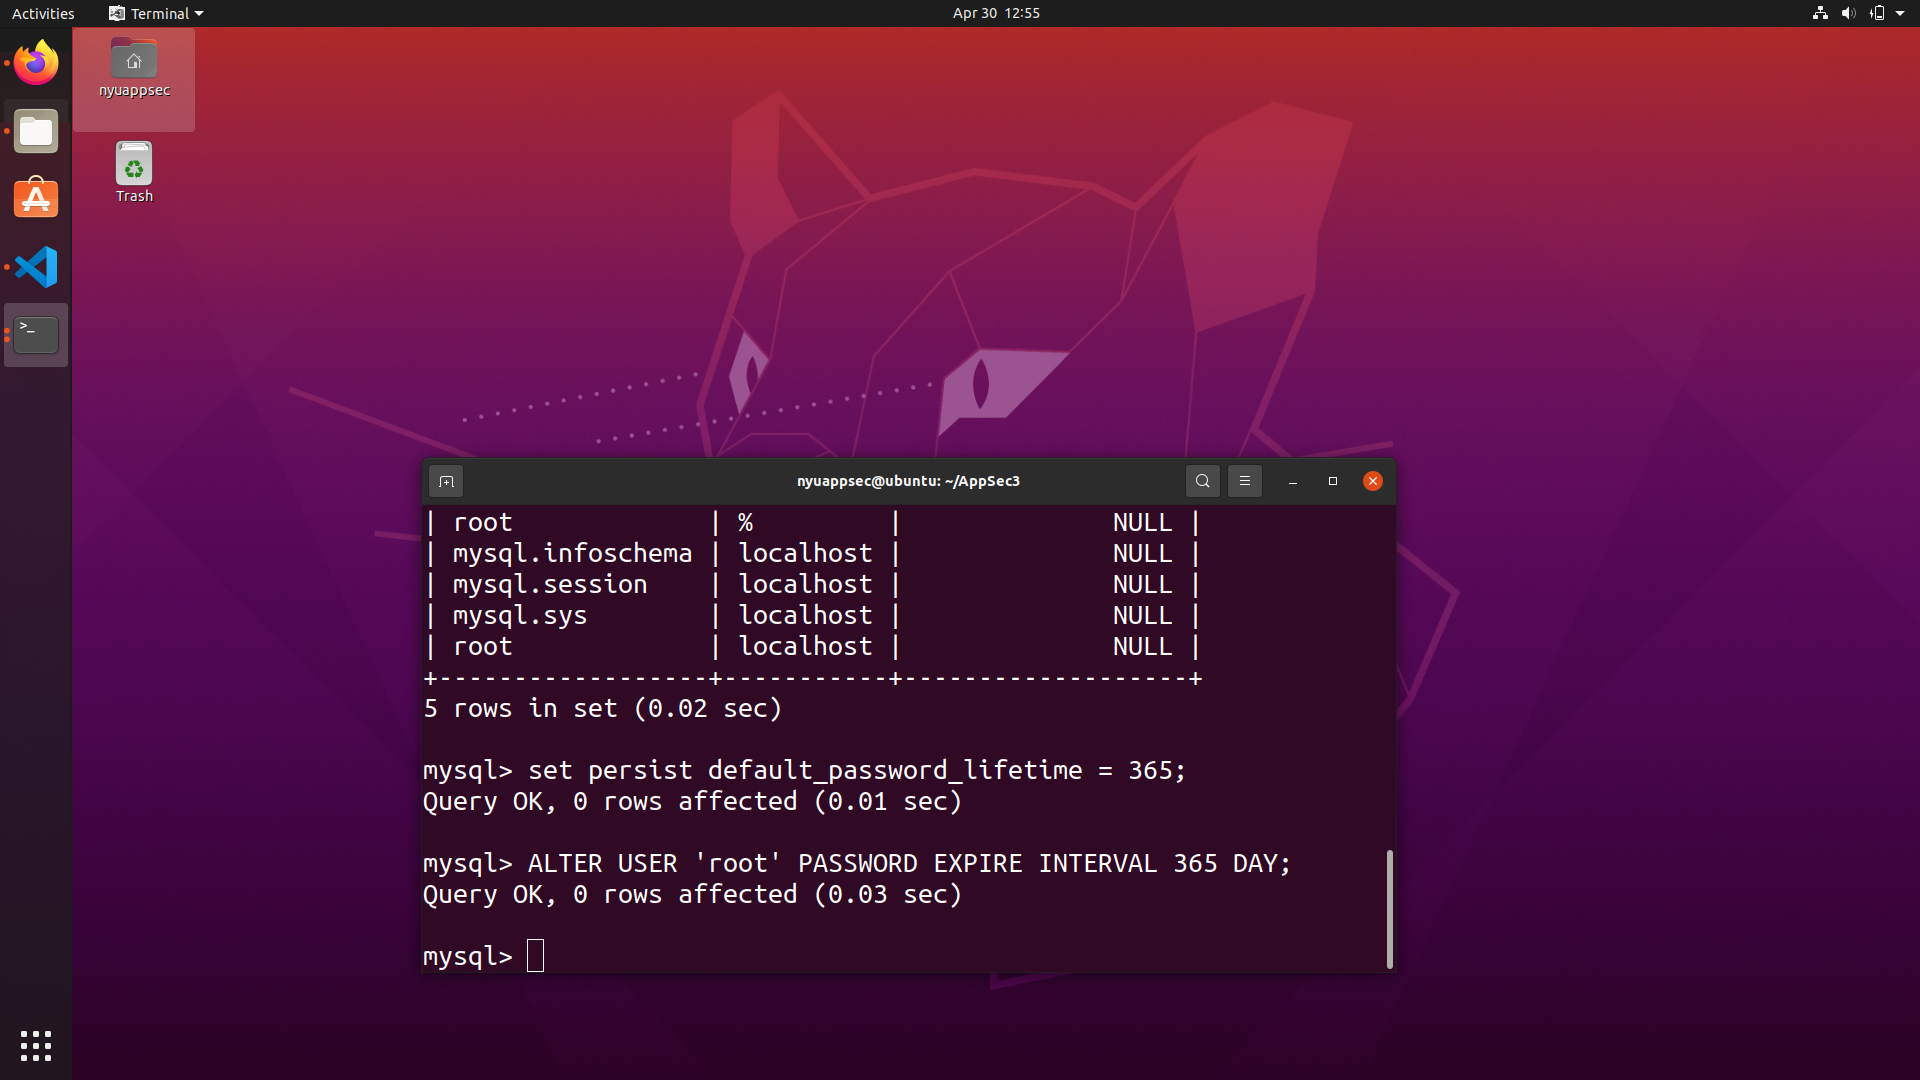 Activities Terminal Apr 30 12:55
nyuappsec
Trash
nyuappsec@ubuntu: ~/AppSec3
| root             | %         |              NULL |
| mysql.infoschema | localhost |              NULL |
| mysql.session    | localhost |              NULL |
| mysql.sys        | localhost |              NULL |
| root             | localhost |              NULL |
+------------------+-----------+-------------------+
5 rows in set (0.02 sec)
mysql> set persist default_password_lifetime = 365;
Query OK, 0 rows affected (0.01 sec)
mysql> ALTER USER 'root' PASSWORD EXPIRE INTERVAL 365 DAY;
Query OK, 0 rows affected (0.03 sec)
mysql>